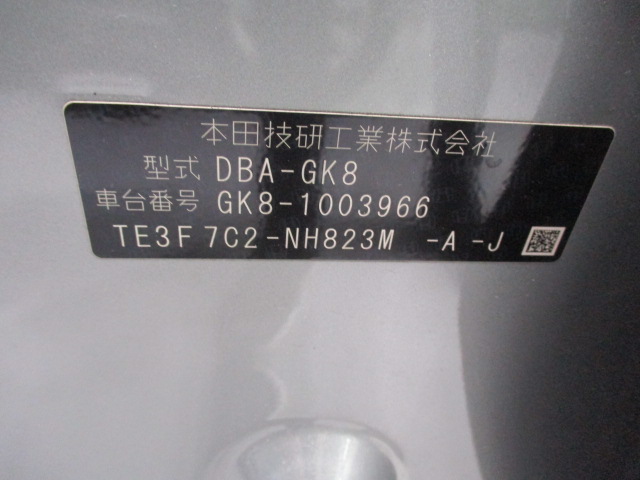 本田技研工業株式会社
型式 DBA-GK8
車台番号 GK8-1003966
TE3F 7C2-NH823M -A -J